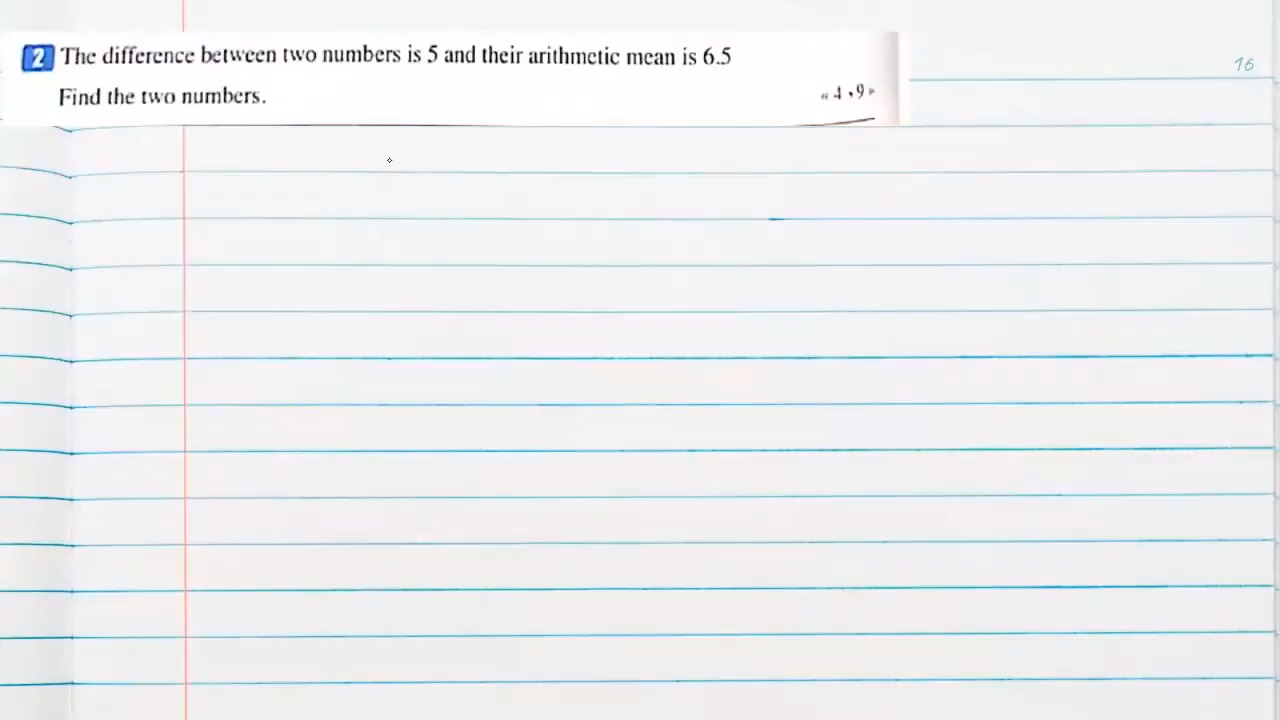 2 The difference between two numbers is 5 and their arithmetic mean is 6.5
Find the two numbers. « 4 , 9 »
16